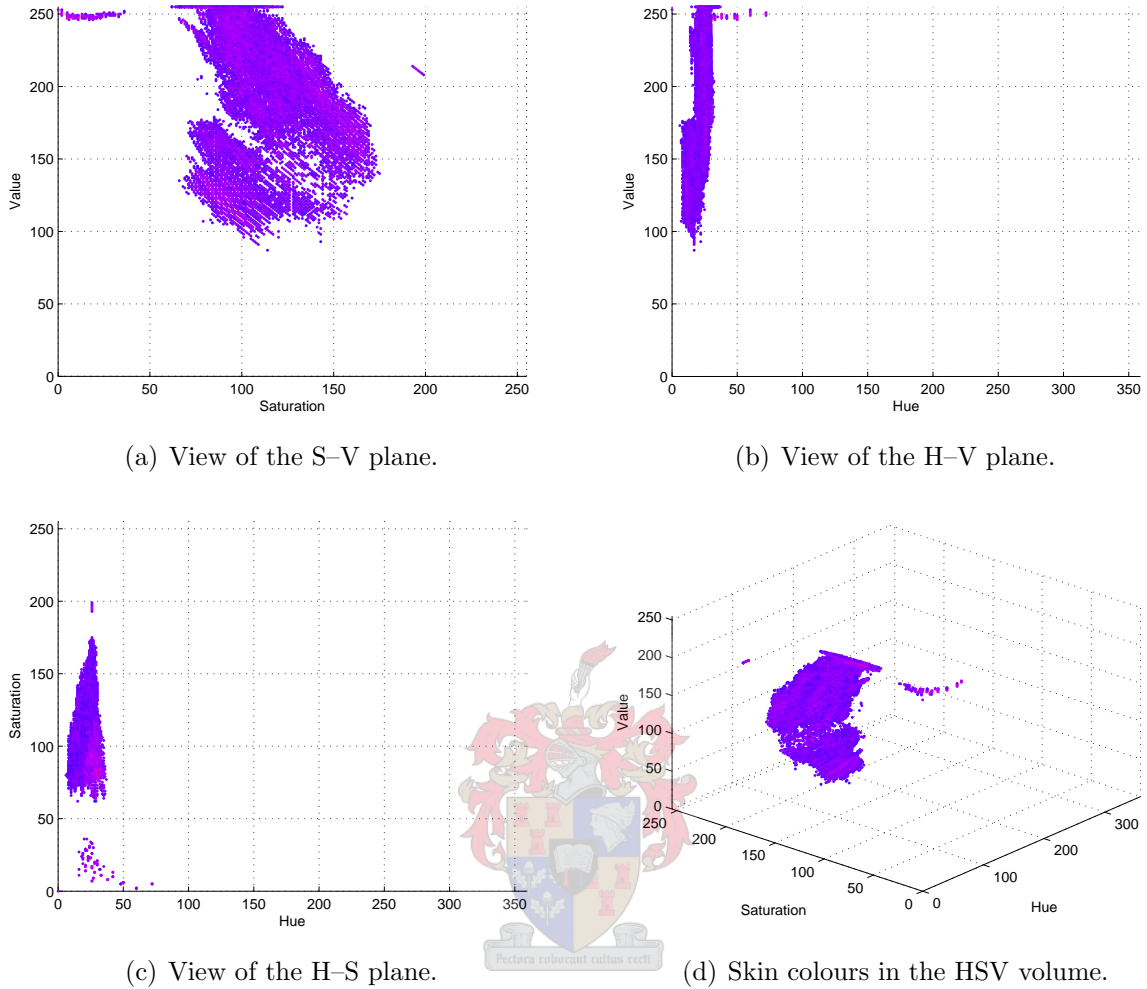 250
200
150
100
50
0
Value
0 50 100 150 200 250
Saturation
(a) View of the S–V plane.
250
200
150
100
50
0
Value
0 50 100 150 200 250 300 350
Hue
(b) View of the H–V plane.
250
200
150
100
50
0
Saturation
0 50 100 150 200 250 300 350
Hue
(c) View of the H–S plane.
250
200
150
100
50
0
Value
250 200 150 100 50 0
Saturation
0 100 200 300
Hue
Pectora roborant cultus recti
(d) Skin colours in the HSV volume.